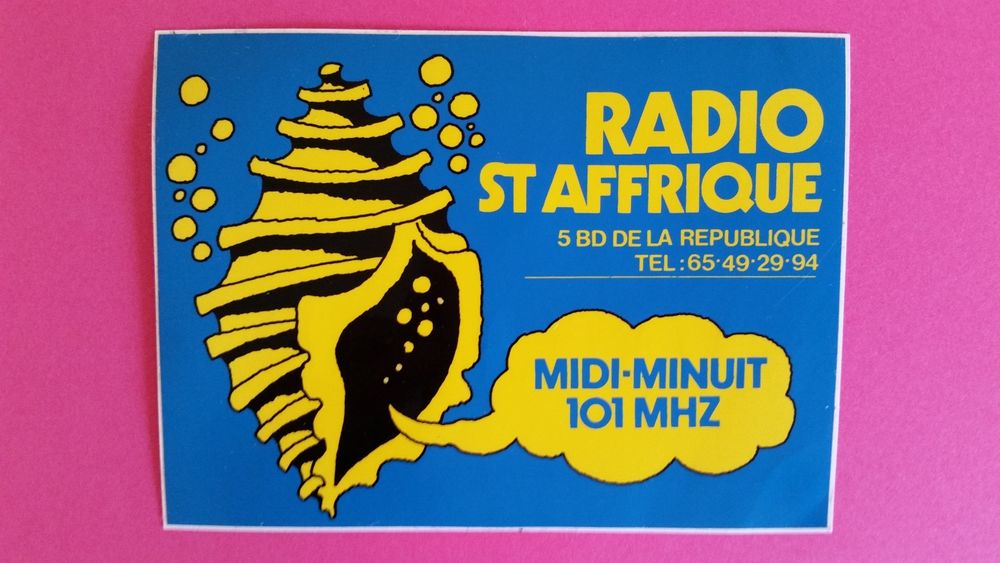 RADIO
ST AFFRIQUE
5 BD DE LA REPUBLIQUE
TEL:65·49·29·94
MIDI-MINUIT
101 MHZ